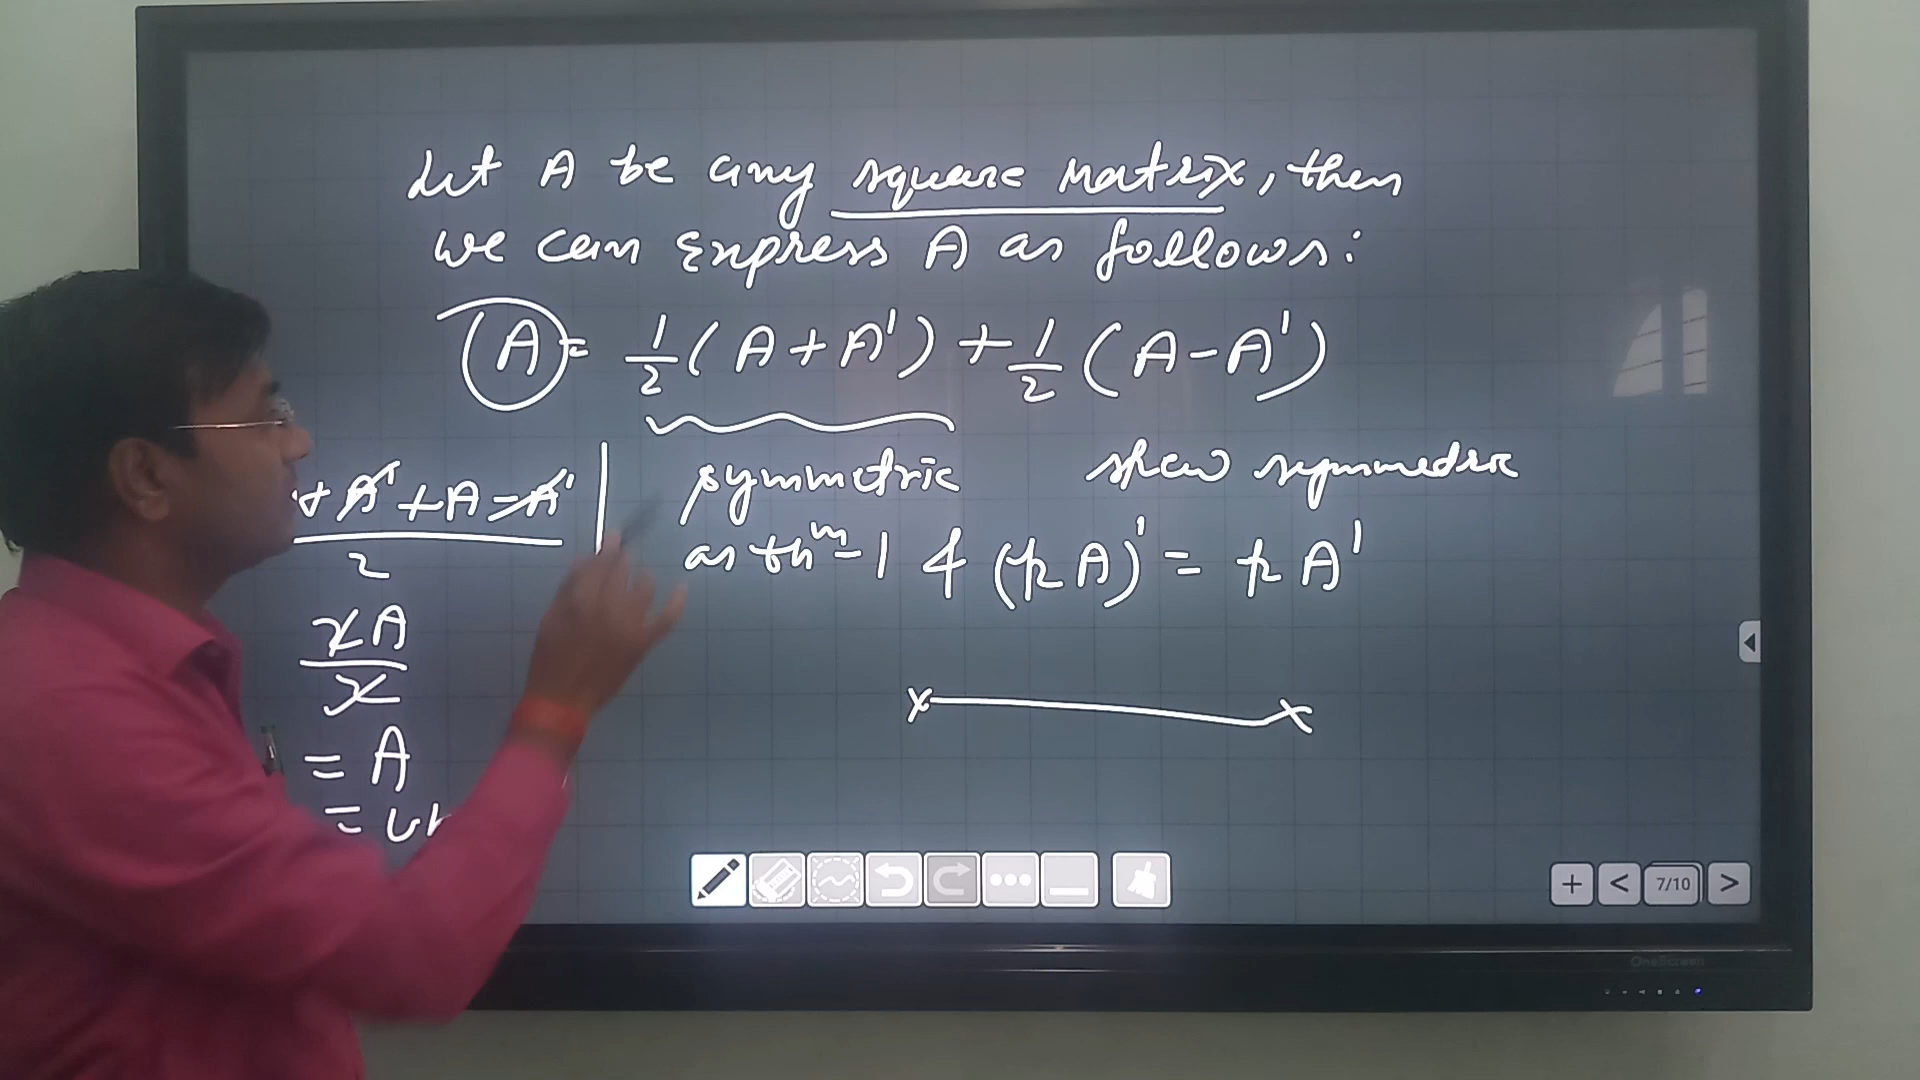 Let A be any square Matrix, then
we can Express A as follows:
A = 1/2 (A + A') + 1/2 (A - A')
+ A' + A - A'
2
symmetric skew symmetric
as thm - 1 & (kA)' = kA'
2A
2
= A
=
7/10
OneScreen